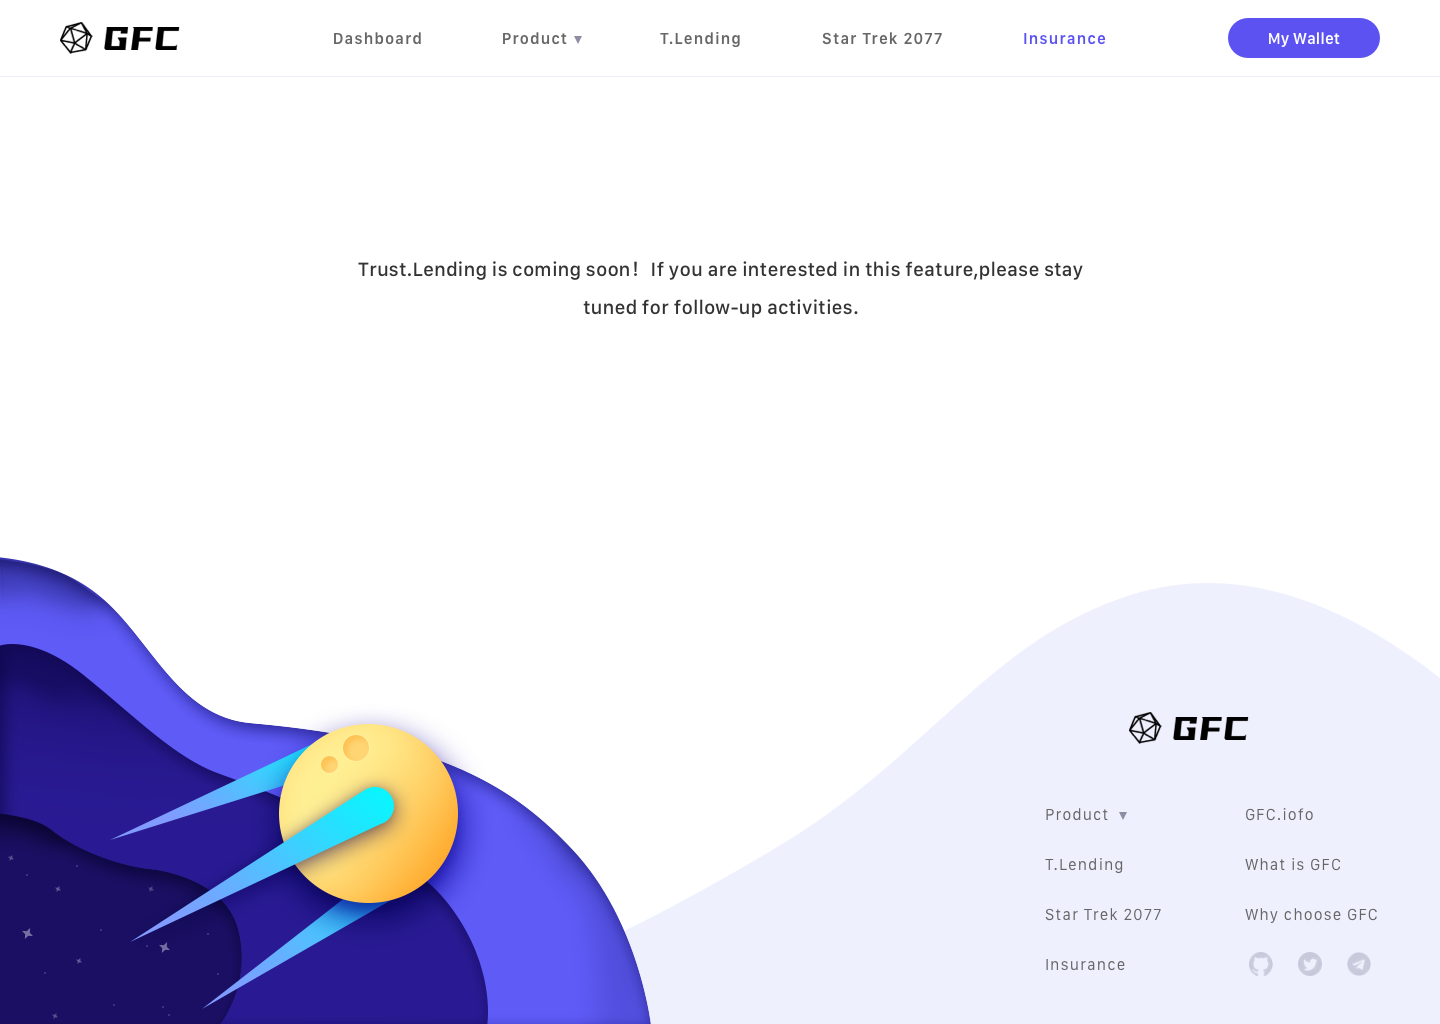 GFC Dashboard Product ▼ T.Lending Star Trek 2077 Insurance My Wallet
Trust.Lending is coming soon！ If you are interested in this feature,please stay
tuned for follow-up activities.
GFC
Product ▼ GFC.iofo
T.Lending What is GFC
Star Trek 2077 Why choose GFC
Insurance